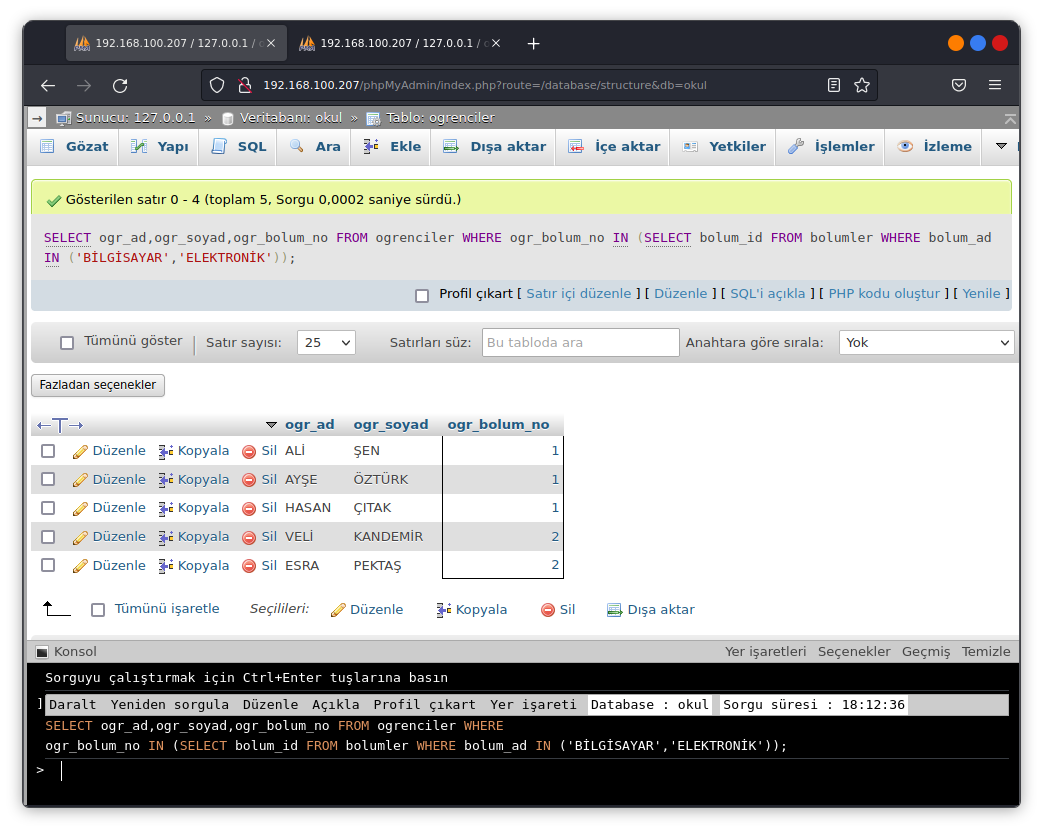 192.168.100.207 / 127.0.0.1 / o
192.168.100.207 / 127.0.0.1 / o
192.168.100.207/phpMyAdmin/index.php?route=/database/structure&db=okul
Sunucu: 127.0.0.1 » Veritabanı: okul » Tablo: ogrenciler
Gözat Yapı SQL Ara Ekle Dışa aktar İçe aktar Yetkiler İşlemler İzleme
Gösterilen satır 0 - 4 (toplam 5, Sorgu 0,0002 saniye sürdü.)
SELECT ogr_ad,ogr_soyad,ogr_bolum_no FROM ogrenciler WHERE ogr_bolum_no IN (SELECT bolum_id FROM bolumler WHERE bolum_ad
IN ('BİLGİSAYAR','ELEKTRONİK'));
Profil çıkart [ Satır içi düzenle ] [ Düzenle ] [ SQL'i açıkla ] [ PHP kodu oluştur ] [ Yenile ]
Tümünü göster Satır sayısı: 25 Satırları süz: Bu tabloda ara Anahtara göre sırala: Yok
Fazladan seçenekler
ogr_ad ogr_soyad ogr_bolum_no
Düzenle Kopyala Sil ALİ ŞEN 1
Düzenle Kopyala Sil AYŞE ÖZTÜRK 1
Düzenle Kopyala Sil HASAN ÇITAK 1
Düzenle Kopyala Sil VELİ KANDEMİR 2
Düzenle Kopyala Sil ESRA PEKTAŞ 2
Tümünü işaretle Seçilileri: Düzenle Kopyala Sil Dışa aktar
Konsol Yer işaretleri Seçenekler Geçmiş Temizle
Sorguyu çalıştırmak için Ctrl+Enter tuşlarına basın
] Daralt Yeniden sorgula Düzenle Açıkla Profil çıkart Yer işareti Database : okul Sorgu süresi : 18:12:36
SELECT ogr_ad,ogr_soyad,ogr_bolum_no FROM ogrenciler WHERE
ogr_bolum_no IN (SELECT bolum_id FROM bolumler WHERE bolum_ad IN ('BİLGİSAYAR','ELEKTRONİK'));
>